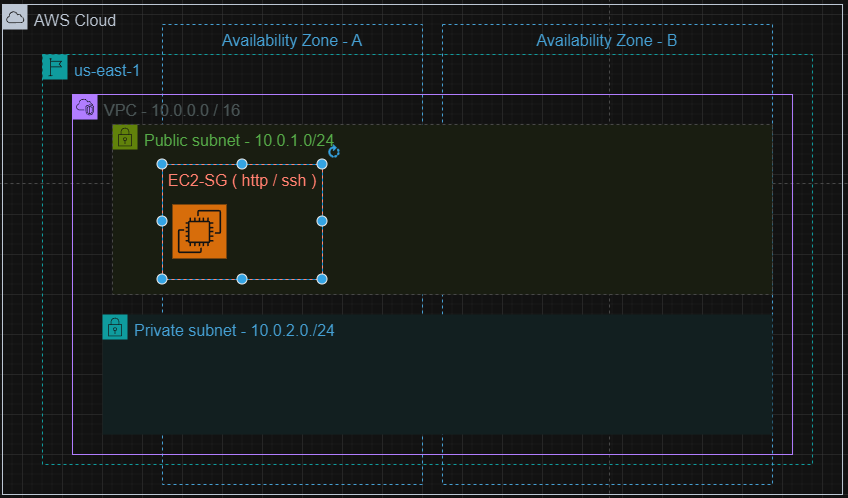 AWS Cloud
Availability Zone - A
Availability Zone - B
us-east-1
VPC - 10.0.0.0 / 16
Public subnet - 10.0.1.0/24
EC2-SG ( http / ssh )
Private subnet - 10.0.2.0./24